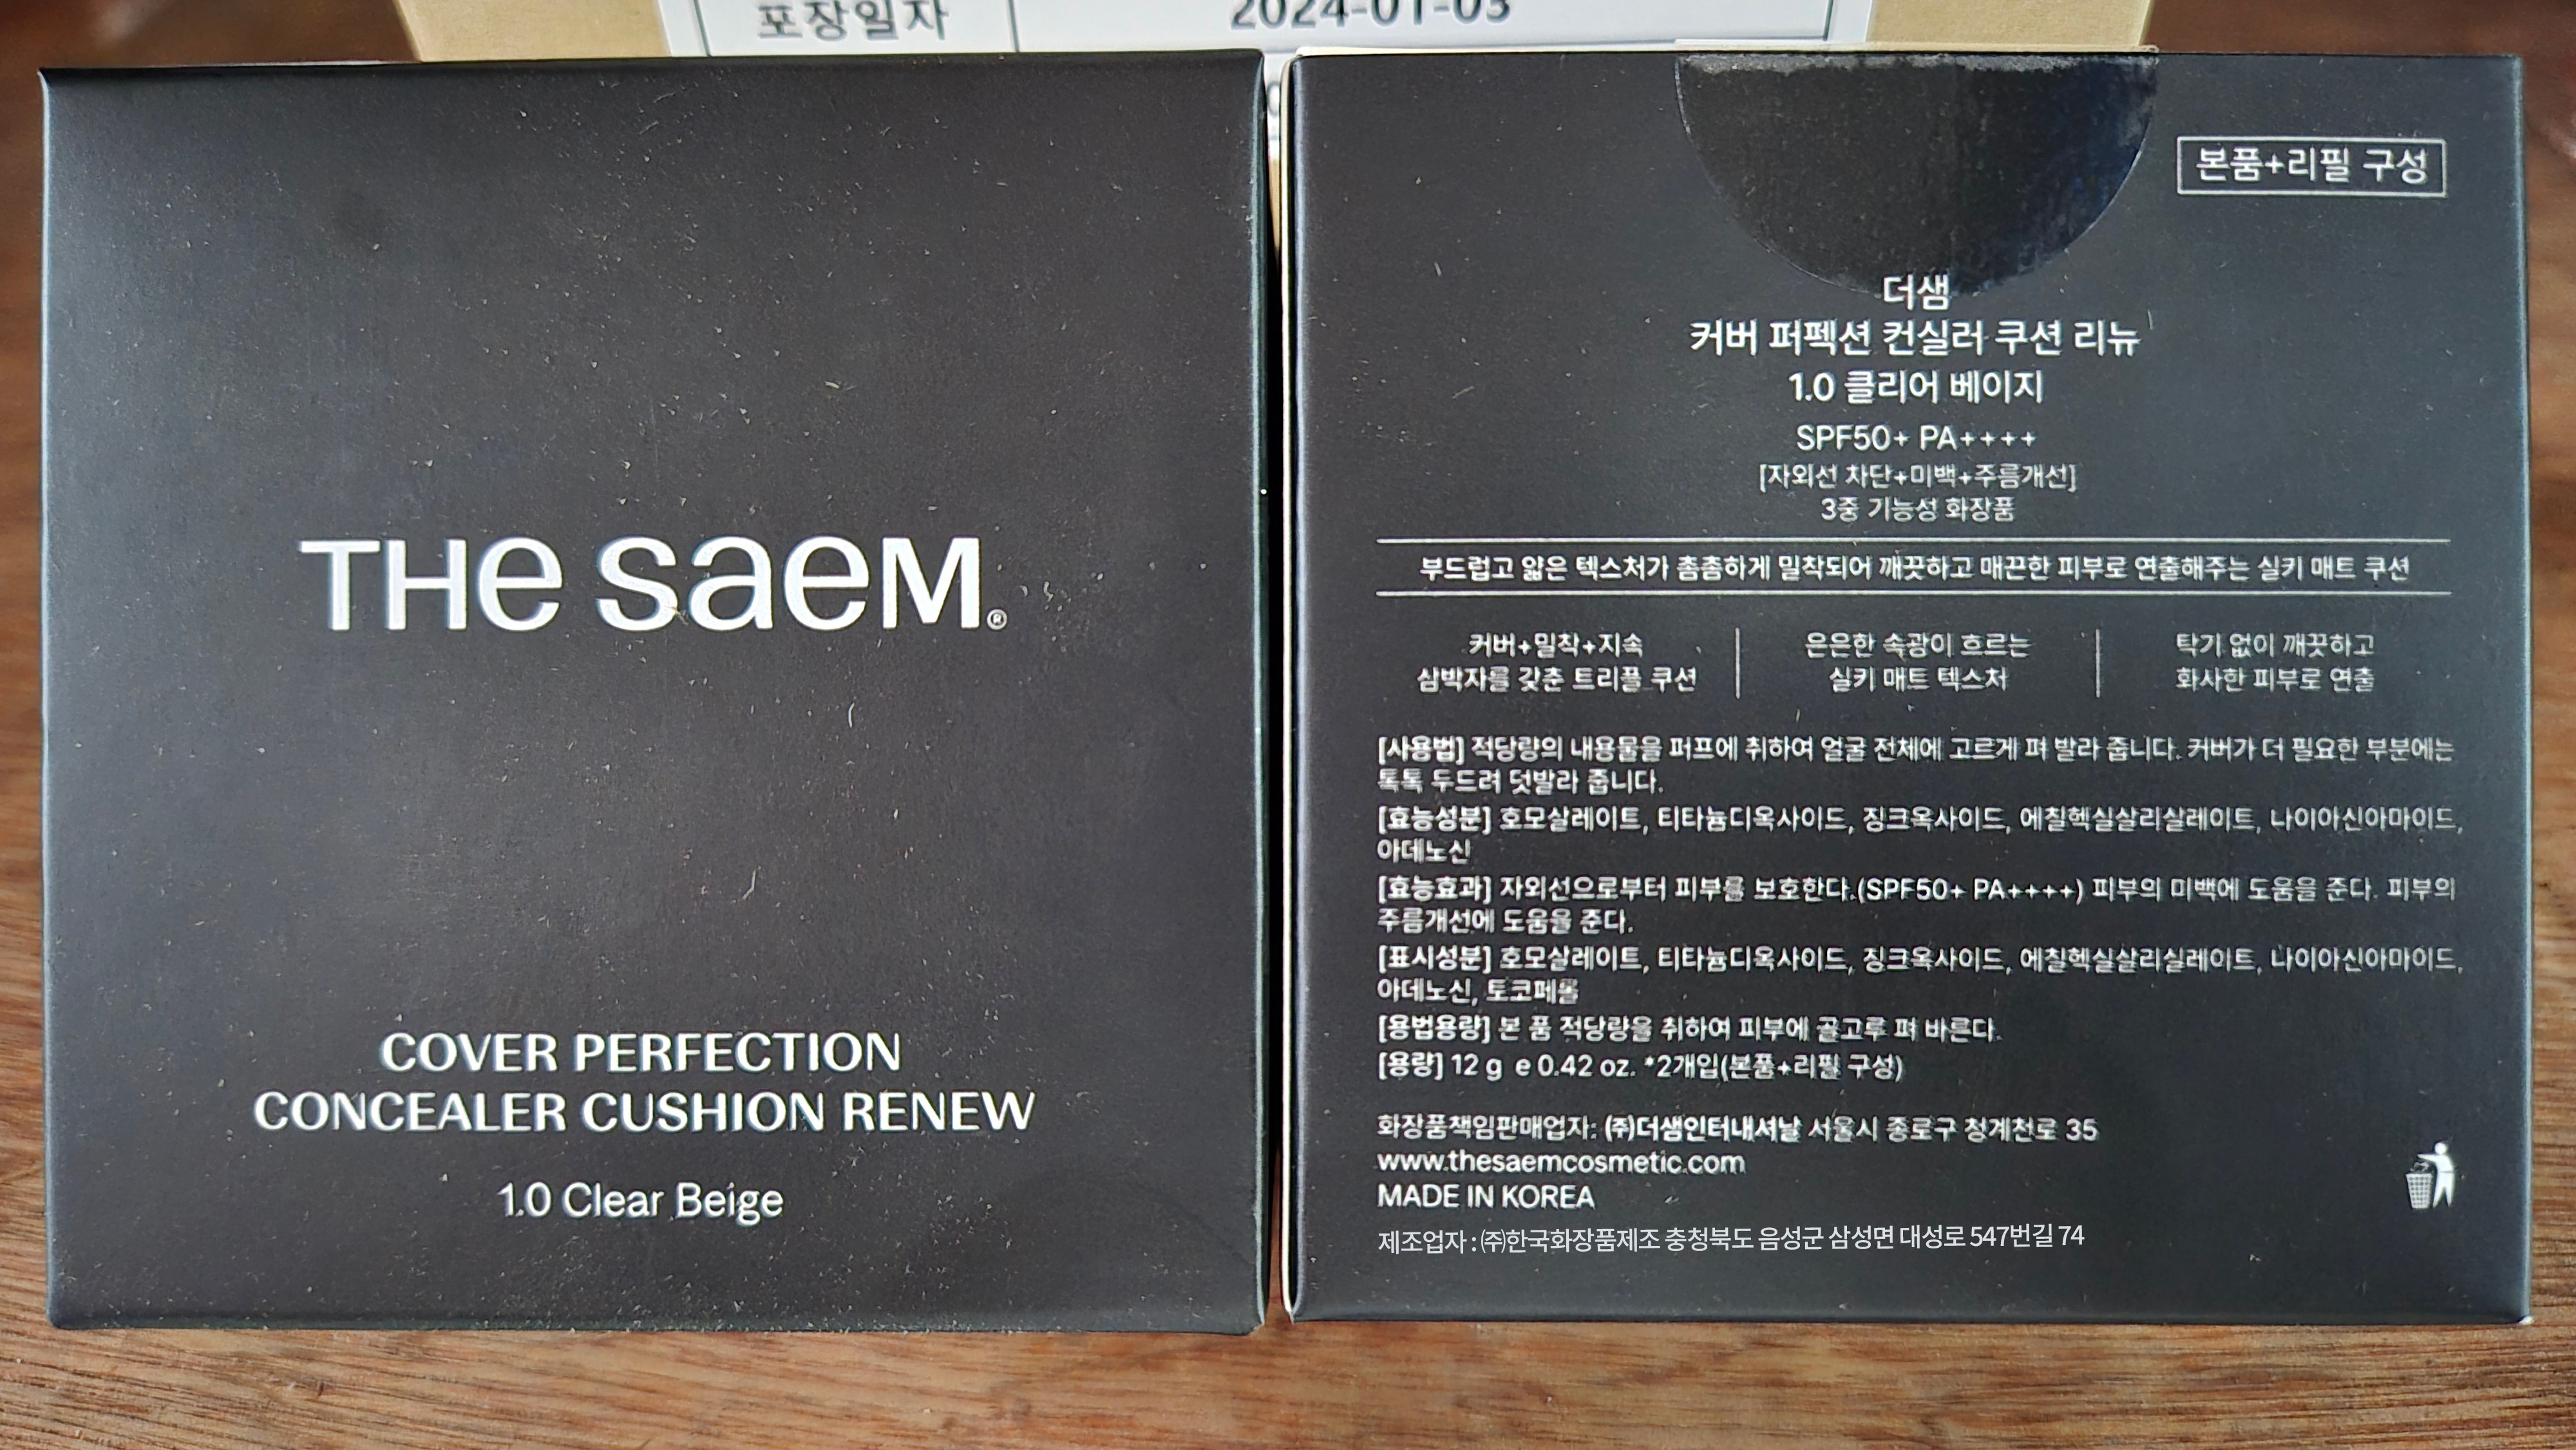 포장일자
2024-01-03
THE SAEM®
COVER PERFECTION
CONCEALER CUSHION RENEW
1.0 Clear Beige
본품+리필 구성
더샘
커버 퍼펙션 컨실러 쿠션 리뉴
1.0 클리어 베이지
SPF50+ PA++++
[자외선 차단+미백+주름개선]
3중 기능성 화장품
부드럽고 얇은 텍스처가 촘촘하게 밀착되어 깨끗하고 매끈한 피부로 연출해주는 실키 매트 쿠션
커버+밀착+지속
삼박자를 갖춘 트리플 쿠션
은은한 속광이 흐르는
실키 매트 텍스처
탁기 없이 깨끗하고
화사한 피부로 연출
[사용법] 적당량의 내용물을 퍼프에 취하여 얼굴 전체에 고르게 펴 발라 줍니다. 커버가 더 필요한 부분에는
톡톡 두드려 덧발라 줍니다.
[효능성분] 호모살레이트, 티타늄디옥사이드, 징크옥사이드, 에칠헥실살리살레이트, 나이아신아마이드,
아데노신
[효능효과] 자외선으로부터 피부를 보호한다.(SPF50+ PA++++) 피부의 미백에 도움을 준다. 피부의
주름개선에 도움을 준다.
[표시성분] 호모살레이트, 티타늄디옥사이드, 징크옥사이드, 에칠헥실살리실레이트, 나이아신아마이드,
아데노신, 토코페롤
[용법용량] 본 품 적당량을 취하여 피부에 골고루 펴 바른다.
[용량] 12 g e 0.42 oz. *2개입(본품+리필 구성)
화장품책임판매업자: (주)더샘인터내셔날 서울시 종로구 청계천로 35
www.thesaemcosmetic.com
MADE IN KOREA
제조업자 : ㈜한국화장품제조 충청북도 음성군 삼성면 대성로 547번길 74